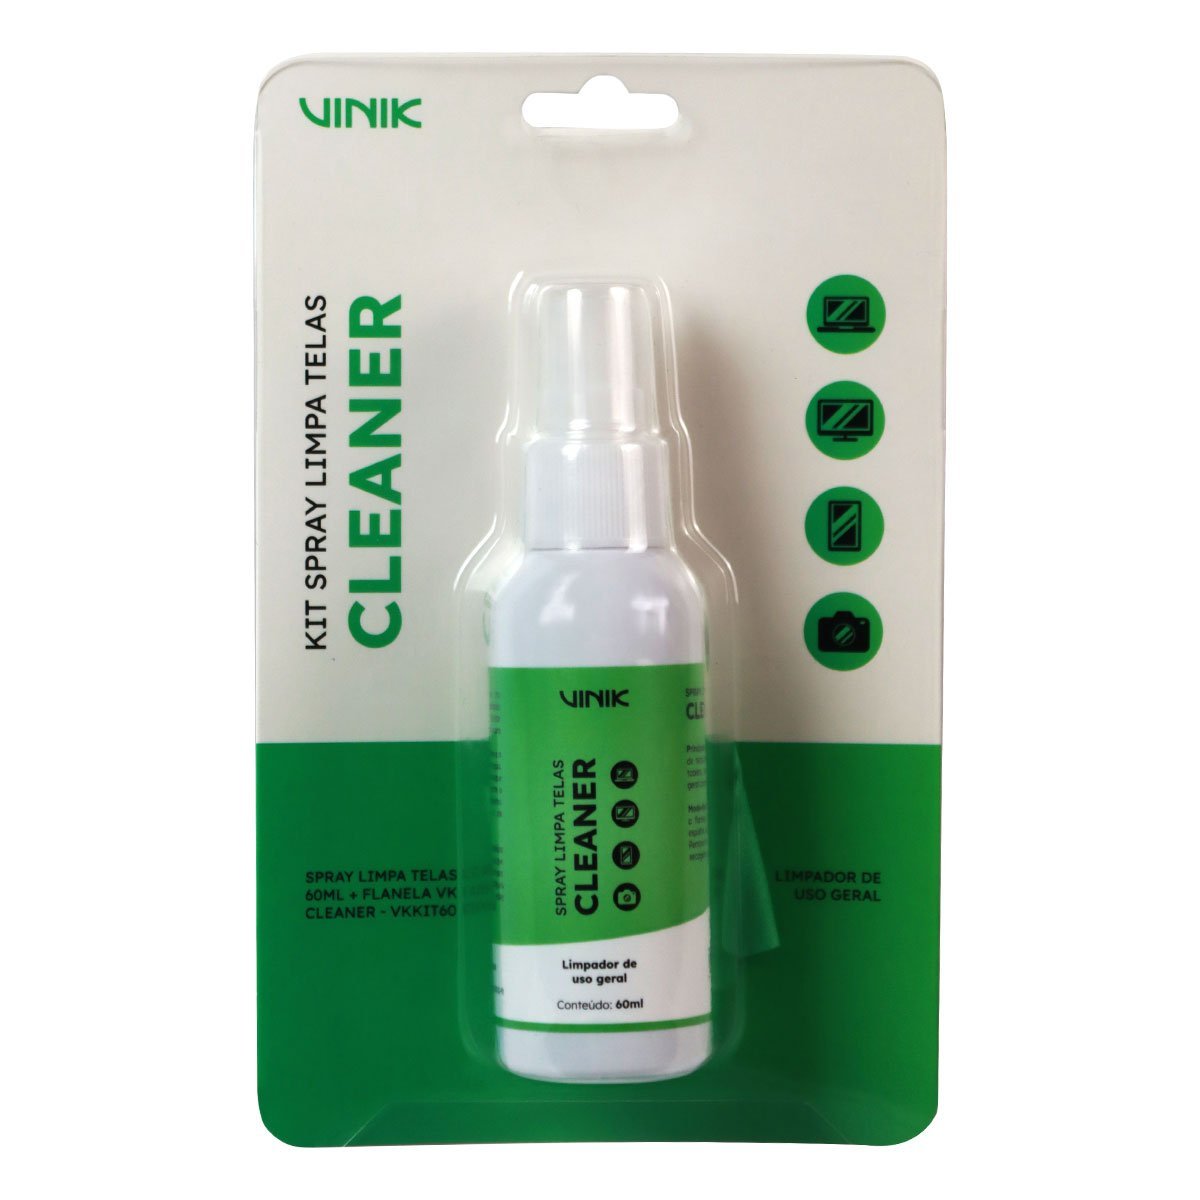 VINIK
KIT SPRAY LIMPA TELAS
CLEANER
SPRAY LIMPA TELAS
60ML + FLANELA
CLEANER - VKKIT60
LIMPADOR DE
USO GERAL
VINIK
SPRAY LIMPA TELAS
CLEANER
Limpador de
uso geral
Conteúdo: 60ml